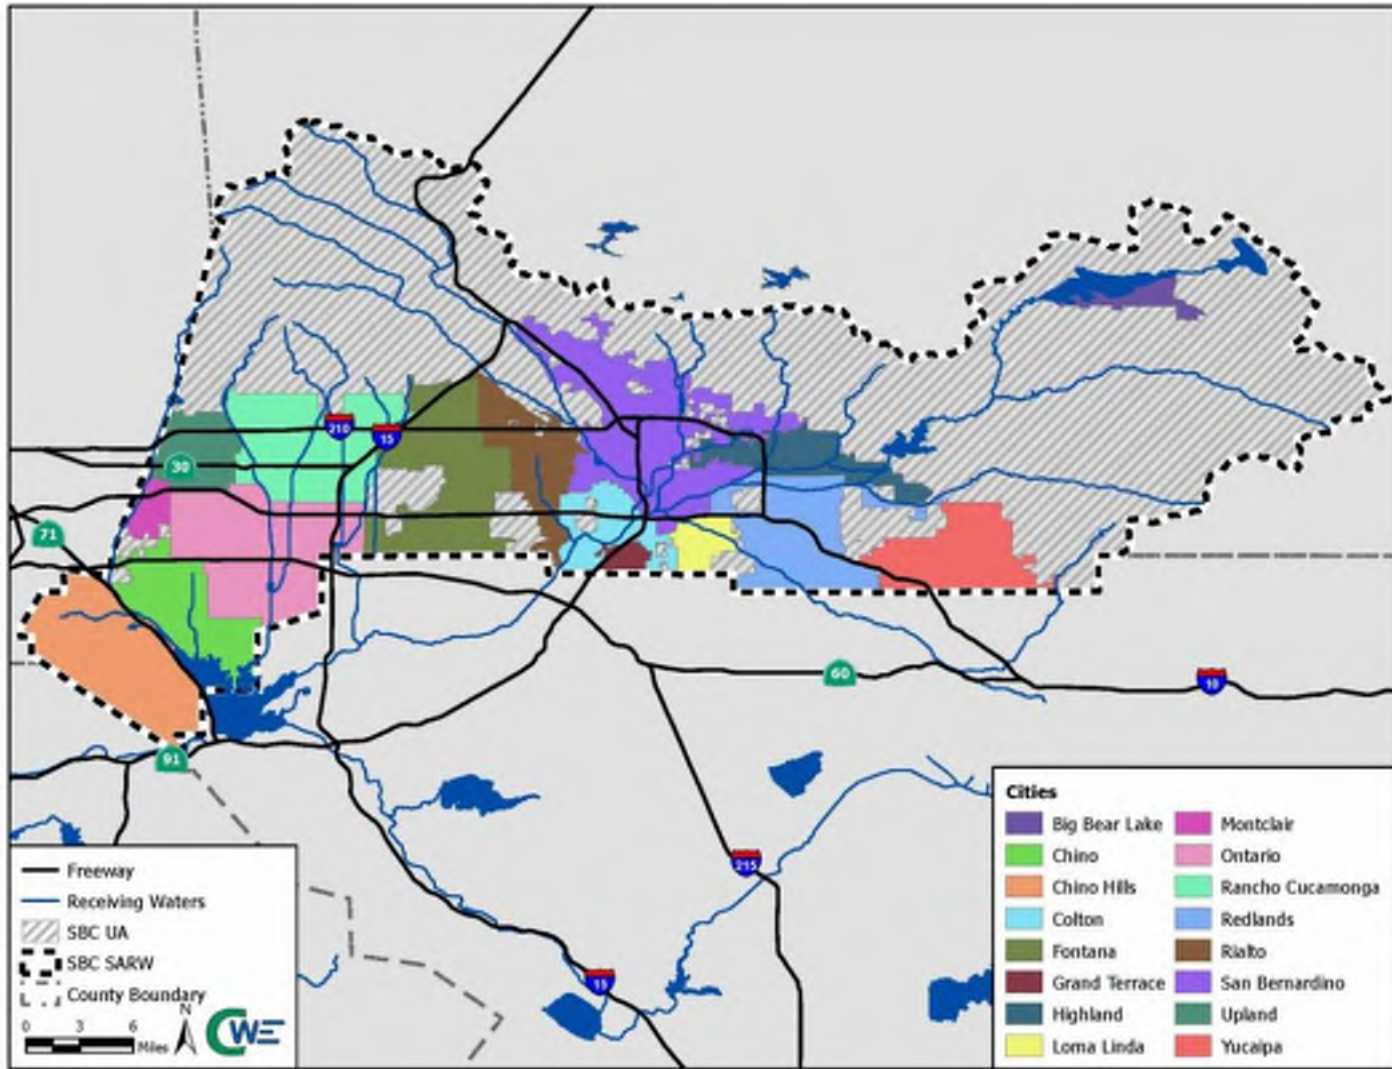 210
15
30
71
60
10
91
215
15
Cities
Big Bear Lake
Montclair
Chino
Ontario
Chino Hills
Rancho Cucamonga
Colton
Redlands
Fontana
Rialto
Grand Terrace
San Bernardino
Highland
Upland
Loma Linda
Yucaipa
Freeway
Receiving Waters
SBC UA
SBC SARW
County Boundary
N
0 3 6
Miles
CWE